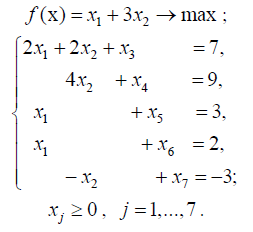 f(x) = x₁ + 3x₂ → max ;
2x₁ + 2x₂ + x₃ = 7,
4x₂ + x₄ = 9,
x₁ + x₅ = 3,
x₁ + x₆ = 2,
− x₂ + x₇ = −3;
xⱼ ≥ 0, j = 1,...,7 .